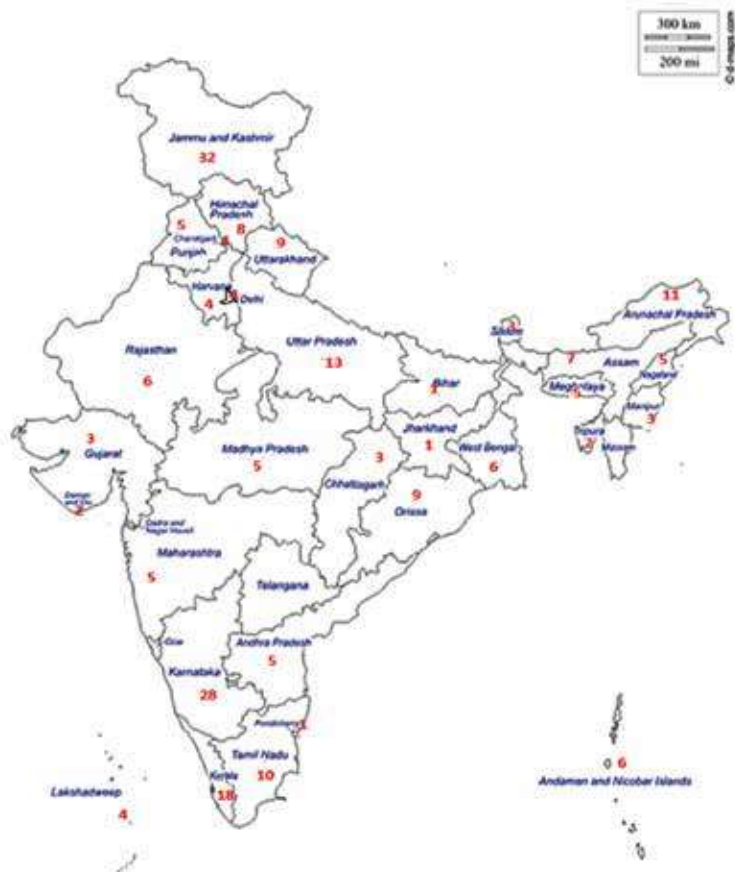 300 km
200 mi
© d-maps.com
Jammu and Kashmir
32
Himachal
Pradesh
8
5
Chandigarh
Punjab
9
Uttarakhand
Haryana
4
Delhi
11
Arunachal Pradesh
Sikkim
3
Rajasthan
6
Uttar Pradesh
13
7
Assam
5
Nagaland
Bihar
Meghalaya
Manipur
3
3
Gujarat
Madhya Pradesh
5
Jharkhand
1
West Bengal
6
Tripura
Mizoram
3
Chhattisgarh
9
Orissa
Daman
and Diu
2
Dadra and
Nagar Haveli
Maharashtra
5
Telangana
Goa
Andhra Pradesh
5
Karnataka
28
Pondicherry
1
Tamil Nadu
10
Kerala
18
Lakshadweep
4
6
Andaman and Nicobar Islands